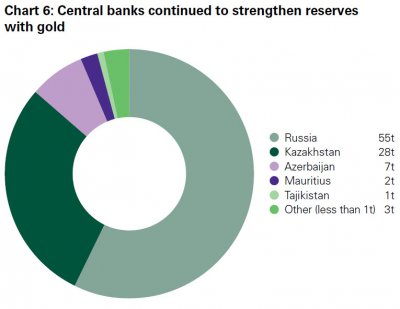 Chart 6: Central banks continued to strengthen reserves
with gold
Russia 55t
Kazakhstan 28t
Azerbaijan 7t
Mauritius 2t
Tajikistan 1t
Other (less than 1t) 3t